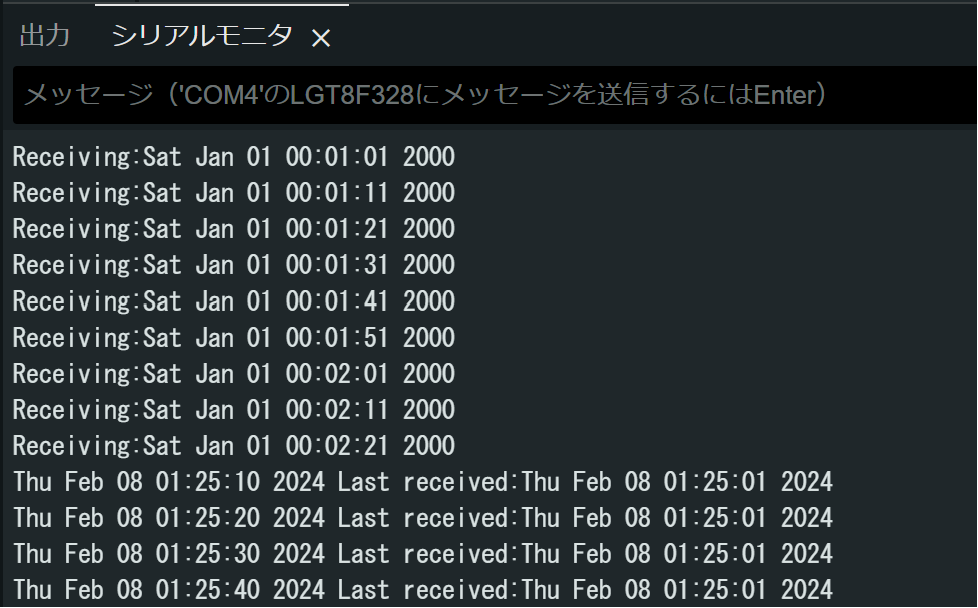 出力 シリアルモニタ ×
メッセージ（'COM4'のLGT8F328にメッセージを送信するにはEnter）
Receiving:Sat Jan 01 00:01:01 2000
Receiving:Sat Jan 01 00:01:11 2000
Receiving:Sat Jan 01 00:01:21 2000
Receiving:Sat Jan 01 00:01:31 2000
Receiving:Sat Jan 01 00:01:41 2000
Receiving:Sat Jan 01 00:01:51 2000
Receiving:Sat Jan 01 00:02:01 2000
Receiving:Sat Jan 01 00:02:11 2000
Receiving:Sat Jan 01 00:02:21 2000
Thu Feb 08 01:25:10 2024 Last received:Thu Feb 08 01:25:01 2024
Thu Feb 08 01:25:20 2024 Last received:Thu Feb 08 01:25:01 2024
Thu Feb 08 01:25:30 2024 Last received:Thu Feb 08 01:25:01 2024
Thu Feb 08 01:25:40 2024 Last received:Thu Feb 08 01:25:01 2024